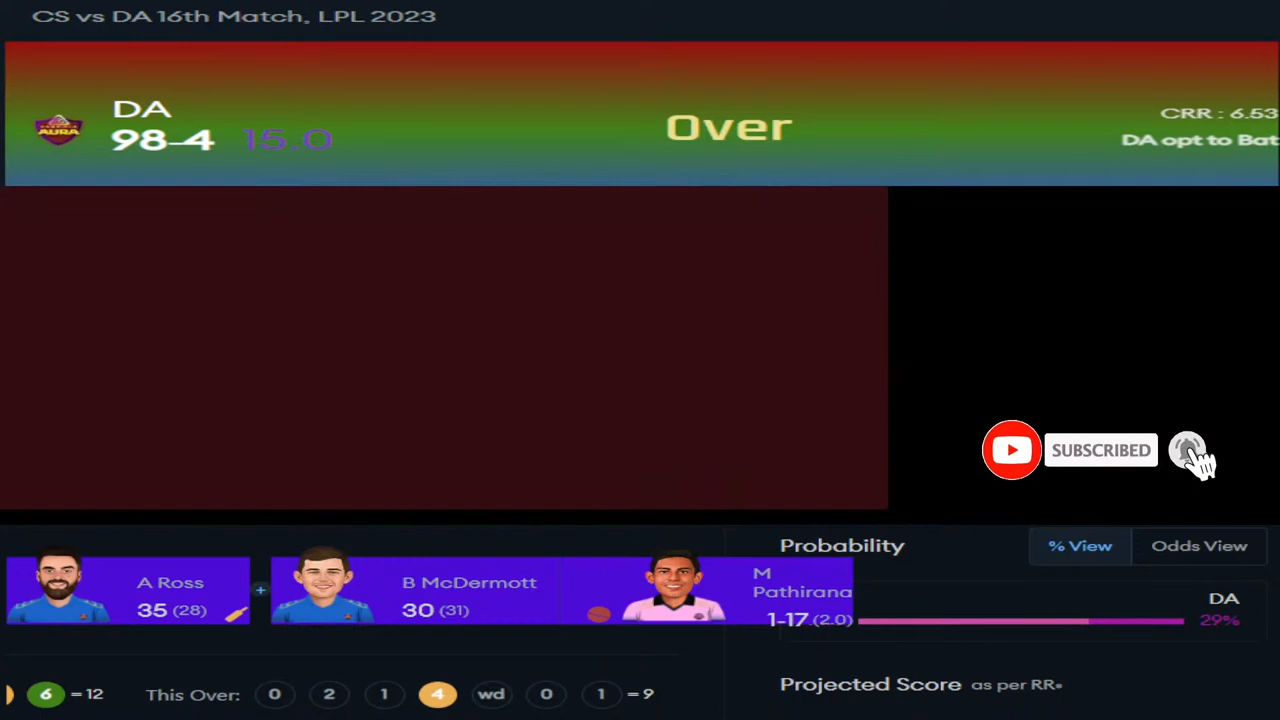 CS vs DA 16th Match, LPL 2023
AURA
DA
98-4 15.0
Over
CRR : 6.53
DA opt to Bat
SUBSCRIBED
Probability
% View
Odds View
A Ross
35 (28)
+
B McDermott
30 (31)
M
Pathirana
1-17 (2.0)
DA
29%
6 =12 This Over: 0 2 1 4 wd 0 1 =9
Projected Score as per RR*